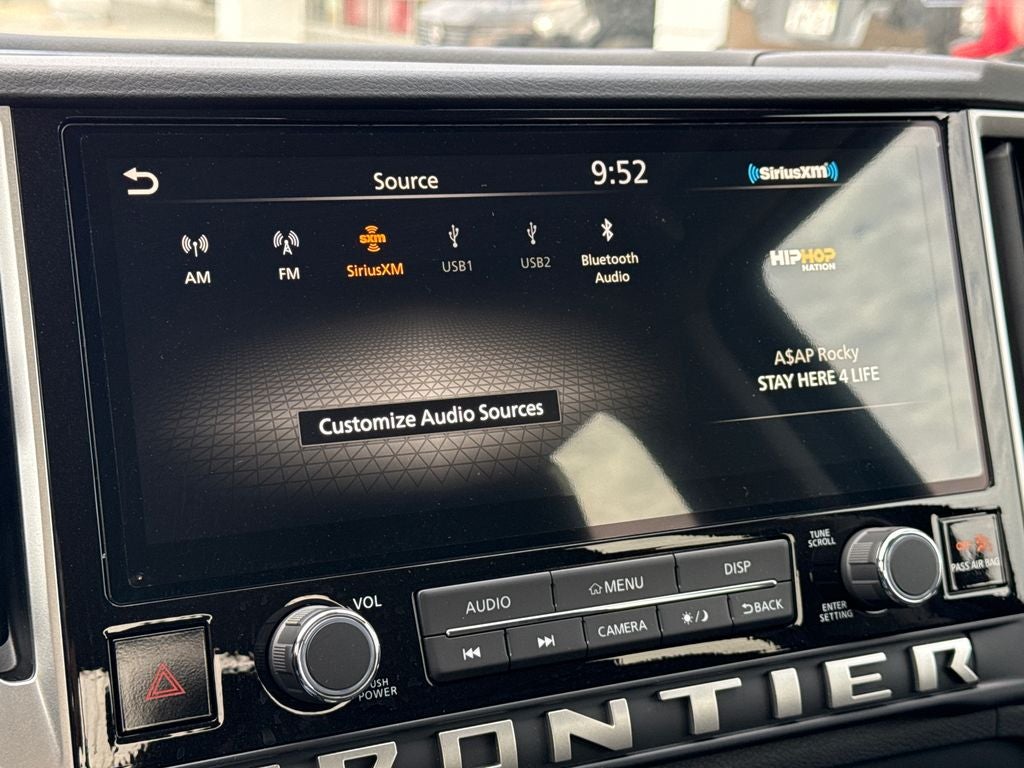 Source
9:52
SiriusXM
AM
FM
sxm
SiriusXM
USB1
USB2
Bluetooth
Audio
HIPHOP
NATION
A$AP Rocky
STAY HERE 4 LIFE
Customize Audio Sources
TUNE
SCROLL
PASS AIR BAG
VOL
AUDIO
MENU
DISP
CAMERA
BACK
ENTER
SETTING
PUSH
POWER
FRONTIER